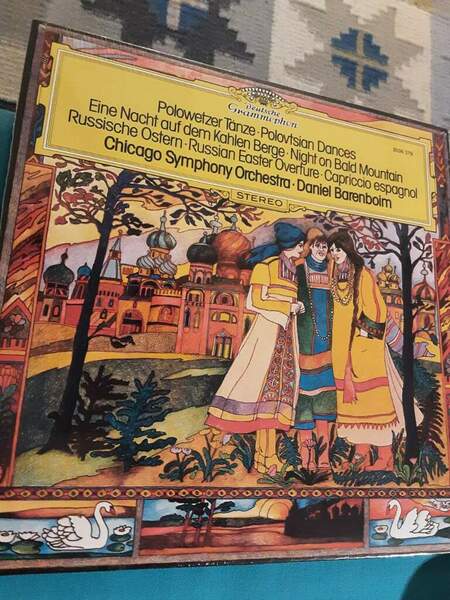 Deutsche
Grammophon
Polowetzer Tänze · Polovtsian Dances
Eine Nacht auf dem Kahlen Berge · Night on Bald Mountain
Russische Ostern · Russian Easter Overture · Capriccio espagnol
Chicago Symphony Orchestra · Daniel Barenboim
STEREO